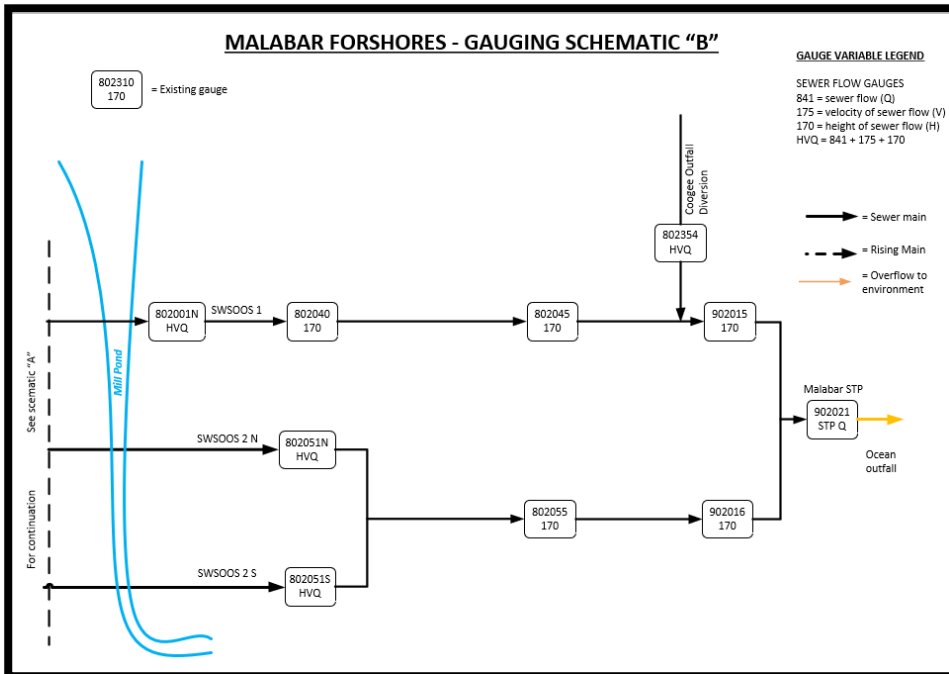 MALABAR FORSHORES - GAUGING SCHEMATIC “B”
GAUGE VARIABLE LEGEND
802310
170
= Existing gauge
SEWER FLOW GAUGES
841 = sewer flow (Q)
175 = velocity of sewer flow (V)
170 = height of sewer flow (H)
HVQ = 841 + 175 + 170
Coogee Outfall
Diversion
= Sewer main
= Rising Main
= Overflow to
environment
802354
HVQ
See scematic “A”
For continuation
Mill Pond
802001N
HVQ
SWSOOS 1
802040
170
802045
170
902015
170
Malabar STP
902021
STP Q
Ocean
outfall
SWSOOS 2 N
802051N
HVQ
802055
170
902016
170
SWSOOS 2 S
802051S
HVQ